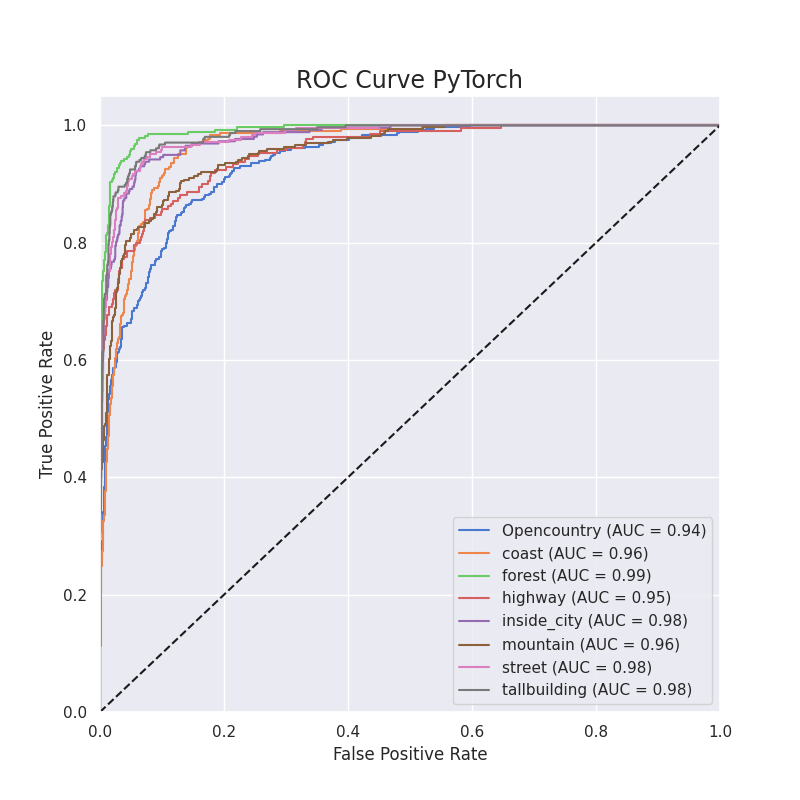 ROC Curve PyTorch
True Positive Rate
1.0
0.8
0.6
0.4
0.2
0.0
Opencountry (AUC = 0.94)
coast (AUC = 0.96)
forest (AUC = 0.99)
highway (AUC = 0.95)
inside_city (AUC = 0.98)
mountain (AUC = 0.96)
street (AUC = 0.98)
tallbuilding (AUC = 0.98)
0.0 0.2 0.4 0.6 0.8 1.0
False Positive Rate